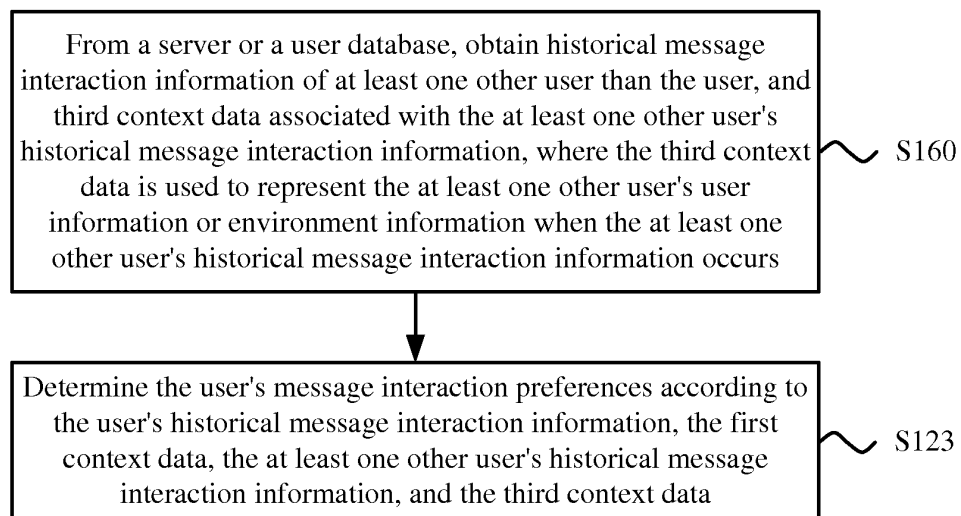 From a server or a user database, obtain historical message
interaction information of at least one other user than the user, and
third context data associated with the at least one other user's
historical message interaction information, where the third context
data is used to represent the at least one other user's user
information or environment information when the at least one
other user's historical message interaction information occurs
S160
Determine the user's message interaction preferences according to
the user's historical message interaction information, the first
context data, the at least one other user's historical message
interaction information, and the third context data
S123